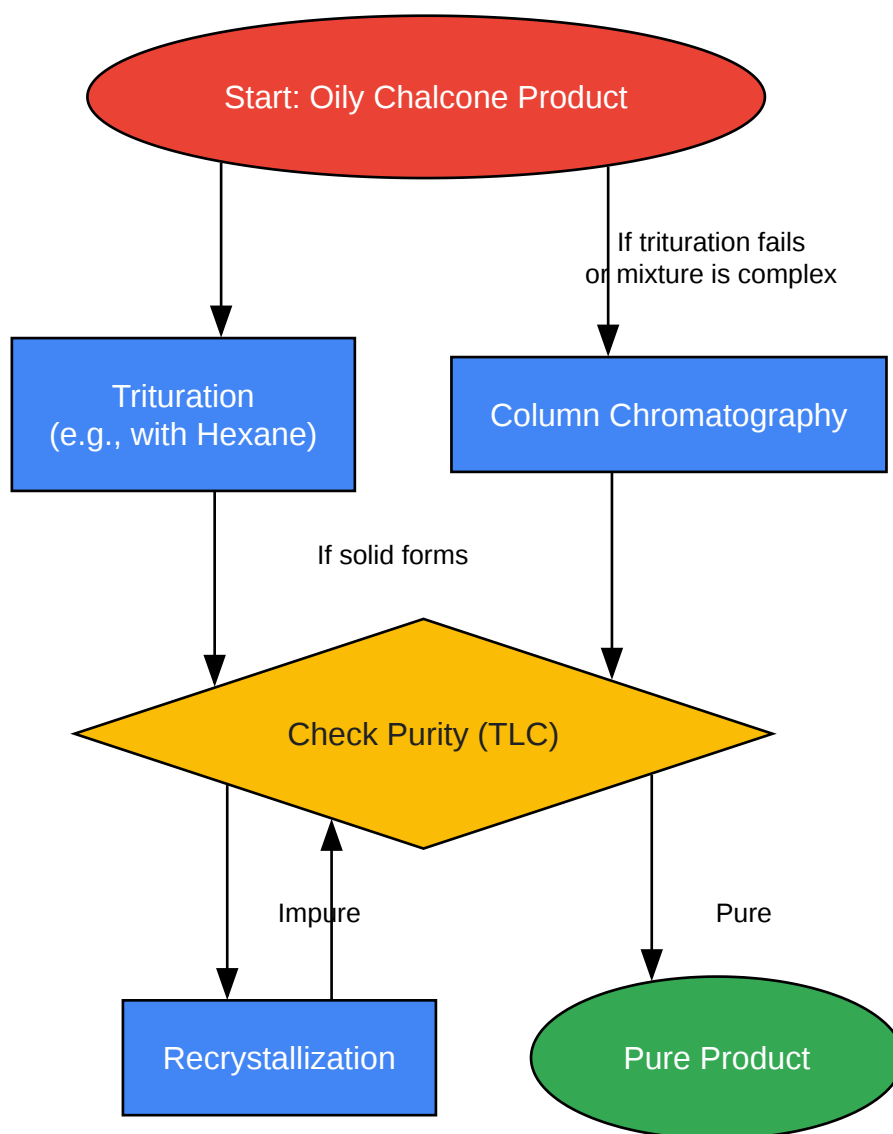 Start: Oily Chalcone Product
If trituration fails
or mixture is complex
Trituration
(e.g., with Hexane)
Column Chromatography
If solid forms
Check Purity (TLC)
Impure
Pure
Recrystallization
Pure Product